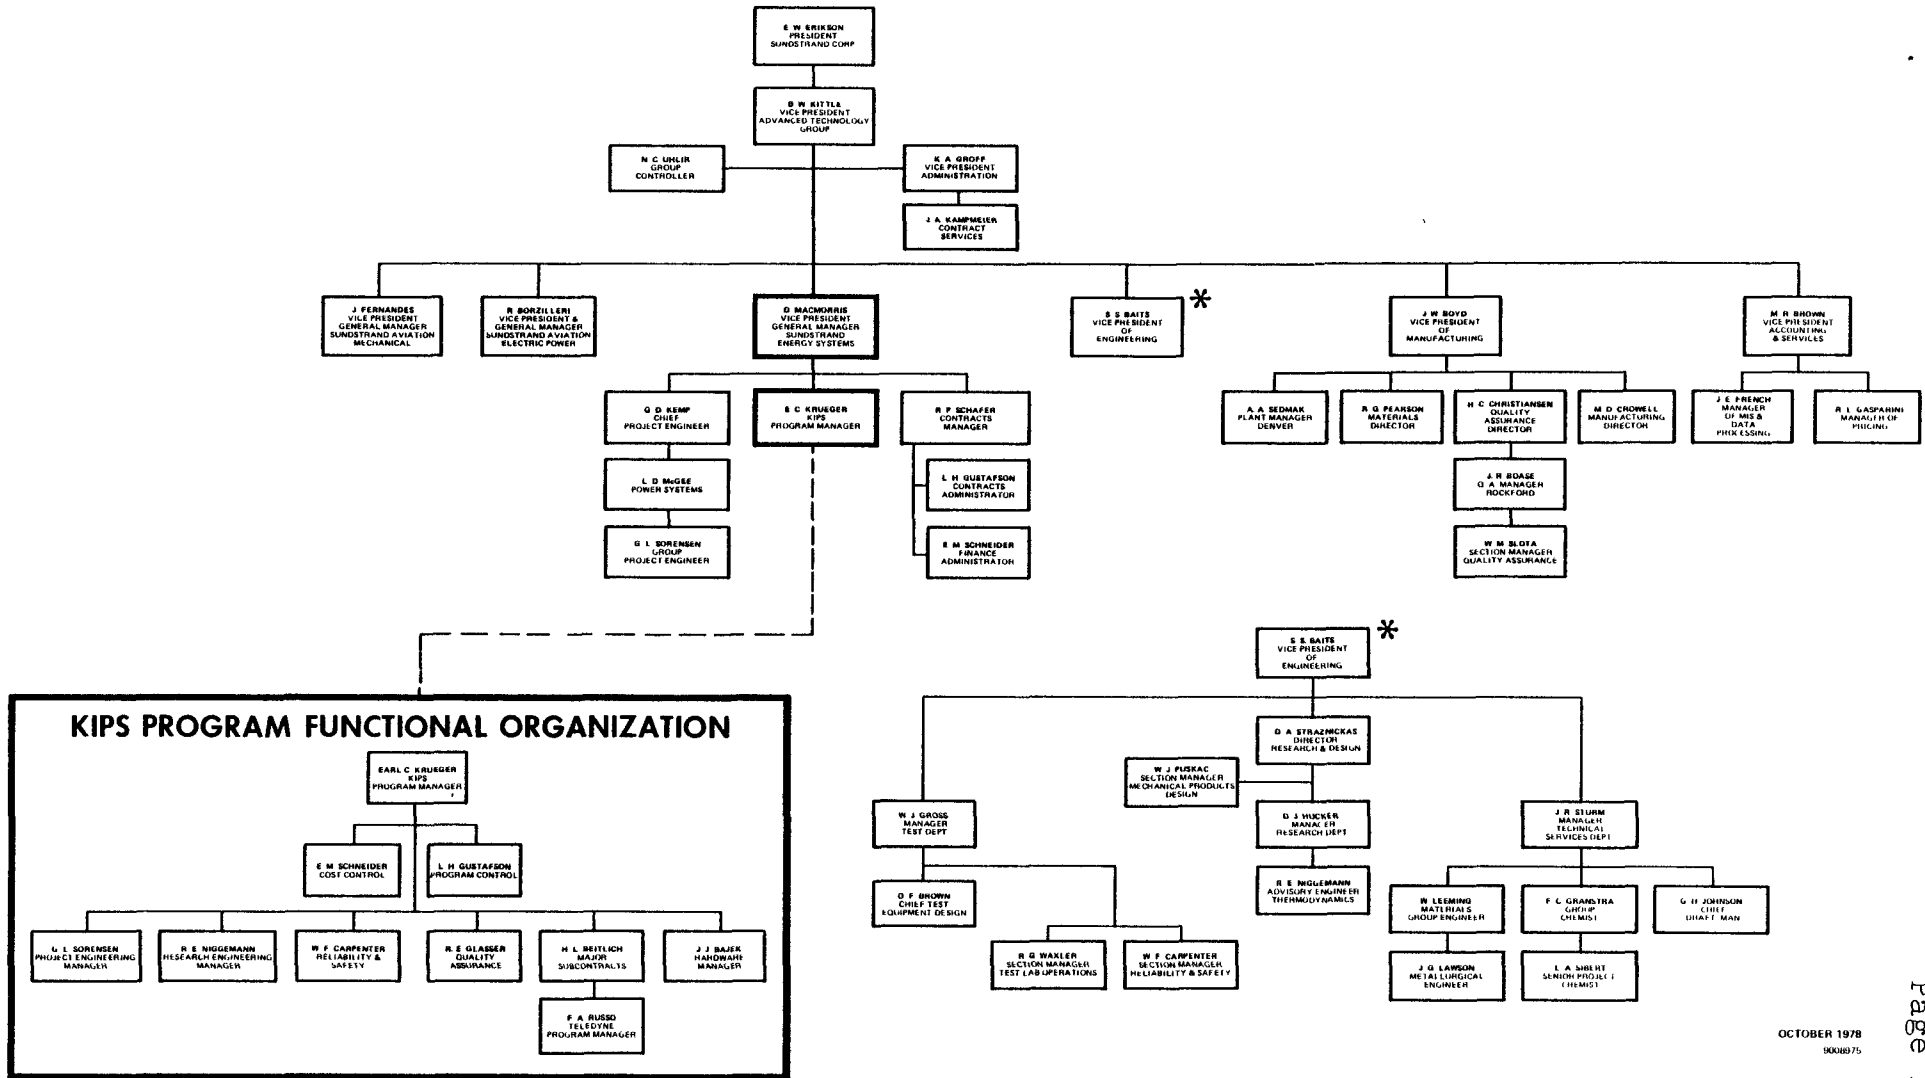 E W ERIKSON
PRESIDENT
SUNDSTRAND CORP
B W KITTLE
VICE PRESIDENT
ADVANCED TECHNOLOGY
GROUP
N C UHLIR
GROUP
CONTROLLER
K A GROFF
VICE PRESIDENT
ADMINISTRATION
J A KAMPMEIER
CONTRACT
SERVICES
J FERNANDES
VICE PRESIDENT
GENERAL MANAGER
SUNDSTRAND AVIATION
MECHANICAL
R BORZILLERI
VICE PRESIDENT &
GENERAL MANAGER
SUNDSTRAND AVIATION
ELECTRIC POWER
D MACMORRIS
VICE PRESIDENT
GENERAL MANAGER
SUNDSTRAND
ENERGY SYSTEMS
S S BAITS
VICE PRESIDENT
OF
ENGINEERING
*
J W BOYD
VICE PRESIDENT
OF
MANUFACTURING
M R BROWN
VICE PRESIDENT
ACCOUNTING
& SERVICES
G D KEMP
CHIEF
PROJECT ENGINEER
E C KRUEGER
KIPS
PROGRAM MANAGER
R P SCHAFER
CONTRACTS
MANAGER
A A SEDMAK
PLANT MANAGER
DENVER
R G PEARSON
MATERIALS
DIRECTOR
H C CHRISTIANSEN
QUALITY
ASSURANCE
DIRECTOR
M D CROWELL
MANUFACTURING
DIRECTOR
J E FRENCH
MANAGER
OF MIS &
DATA
PROCESSING
R L GASPARINI
MANAGER OF
PRICING
L D McGEE
POWER SYSTEMS
L H GUSTAFSON
CONTRACTS
ADMINISTRATOR
J R BOASE
Q A MANAGER
ROCKFORD
G L SORENSEN
GROUP
PROJECT ENGINEER
E M SCHNEIDER
FINANCE
ADMINISTRATOR
W M SLOTA
SECTION MANAGER
QUALITY ASSURANCE
KIPS PROGRAM FUNCTIONAL ORGANIZATION
EARL C KRUEGER
KIPS
PROGRAM MANAGER
E M SCHNEIDER
COST CONTROL
L H GUSTAFSON
PROGRAM CONTROL
G L SORENSEN
PROJECT ENGINEERING
MANAGER
R E NIGGEMANN
RESEARCH ENGINEERING
MANAGER
W F CARPENTER
RELIABILITY &
SAFETY
R E GLASSER
QUALITY
ASSURANCE
H L BEITLICH
MAJOR
SUBCONTRACTS
J J BAJEK
HARDWARE
MANAGER
F A RUSSO
TELEDYNE
PROGRAM MANAGER
S S BAITS
VICE PRESIDENT
OF
ENGINEERING
*
D A STRAZNICKAS
DIRECTOR
RESEARCH & DESIGN
W J PUSKAC
SECTION MANAGER
MECHANICAL PRODUCTS
DESIGN
W J GROSS
MANAGER
TEST DEPT
D J HUCKER
MANAGER
RESEARCH DEPT
J R STURM
MANAGER
TECHNICAL
SERVICES DEPT
O F BROWN
CHIEF TEST
EQUIPMENT DESIGN
R E NIGGEMANN
ADVISORY ENGINEER
THERMODYNAMICS
W LEEMING
MATERIALS
GROUP ENGINEER
F C GRANSTRA
GROUP
CHEMIST
G H JOHNSON
CHIEF
DRAFTMAN
R G WAXLER
SECTION MANAGER
TEST LAB OPERATIONS
W F CARPENTER
SECTION MANAGER
RELIABILITY & SAFETY
J G LAWSON
METALLURGICAL
ENGINEER
L A SIBERT
SENIOR PROJECT
CHEMIST
OCTOBER 1978
9008975
Page